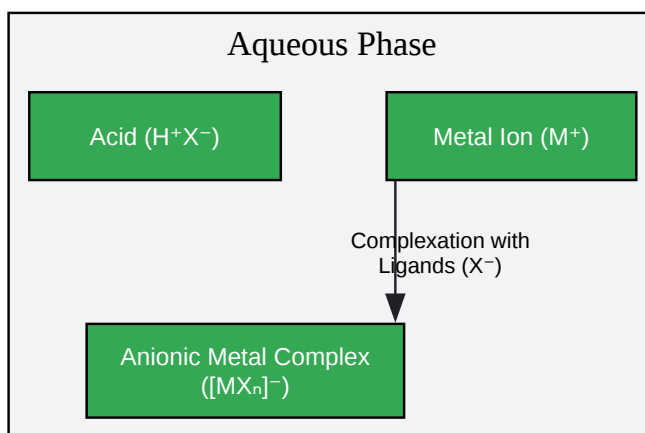 Aqueous Phase
Acid (H⁺X⁻)
Metal Ion (M⁺)
Complexation with
Ligands (X⁻)
Anionic Metal Complex
([MXₙ]⁻)